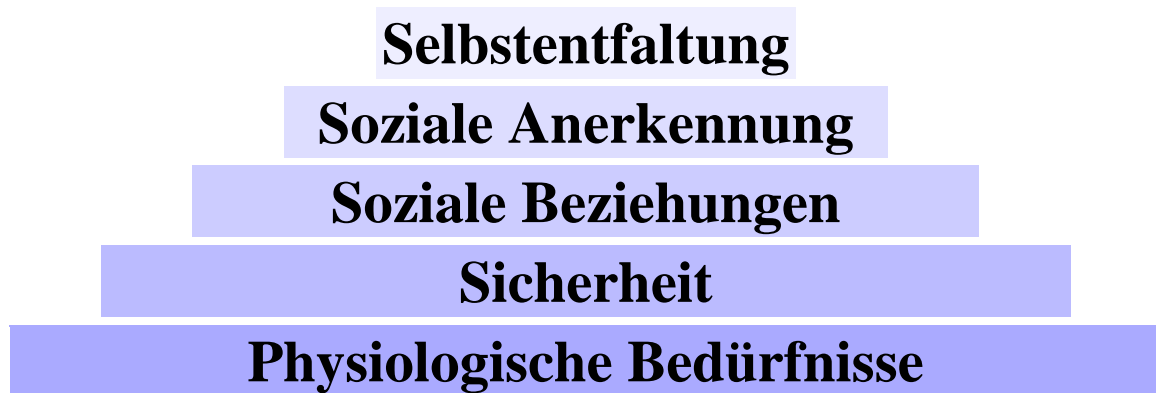 Selbstentfaltung
Soziale Anerkennung
Soziale Beziehungen
Sicherheit
Physiologische Bedürfnisse